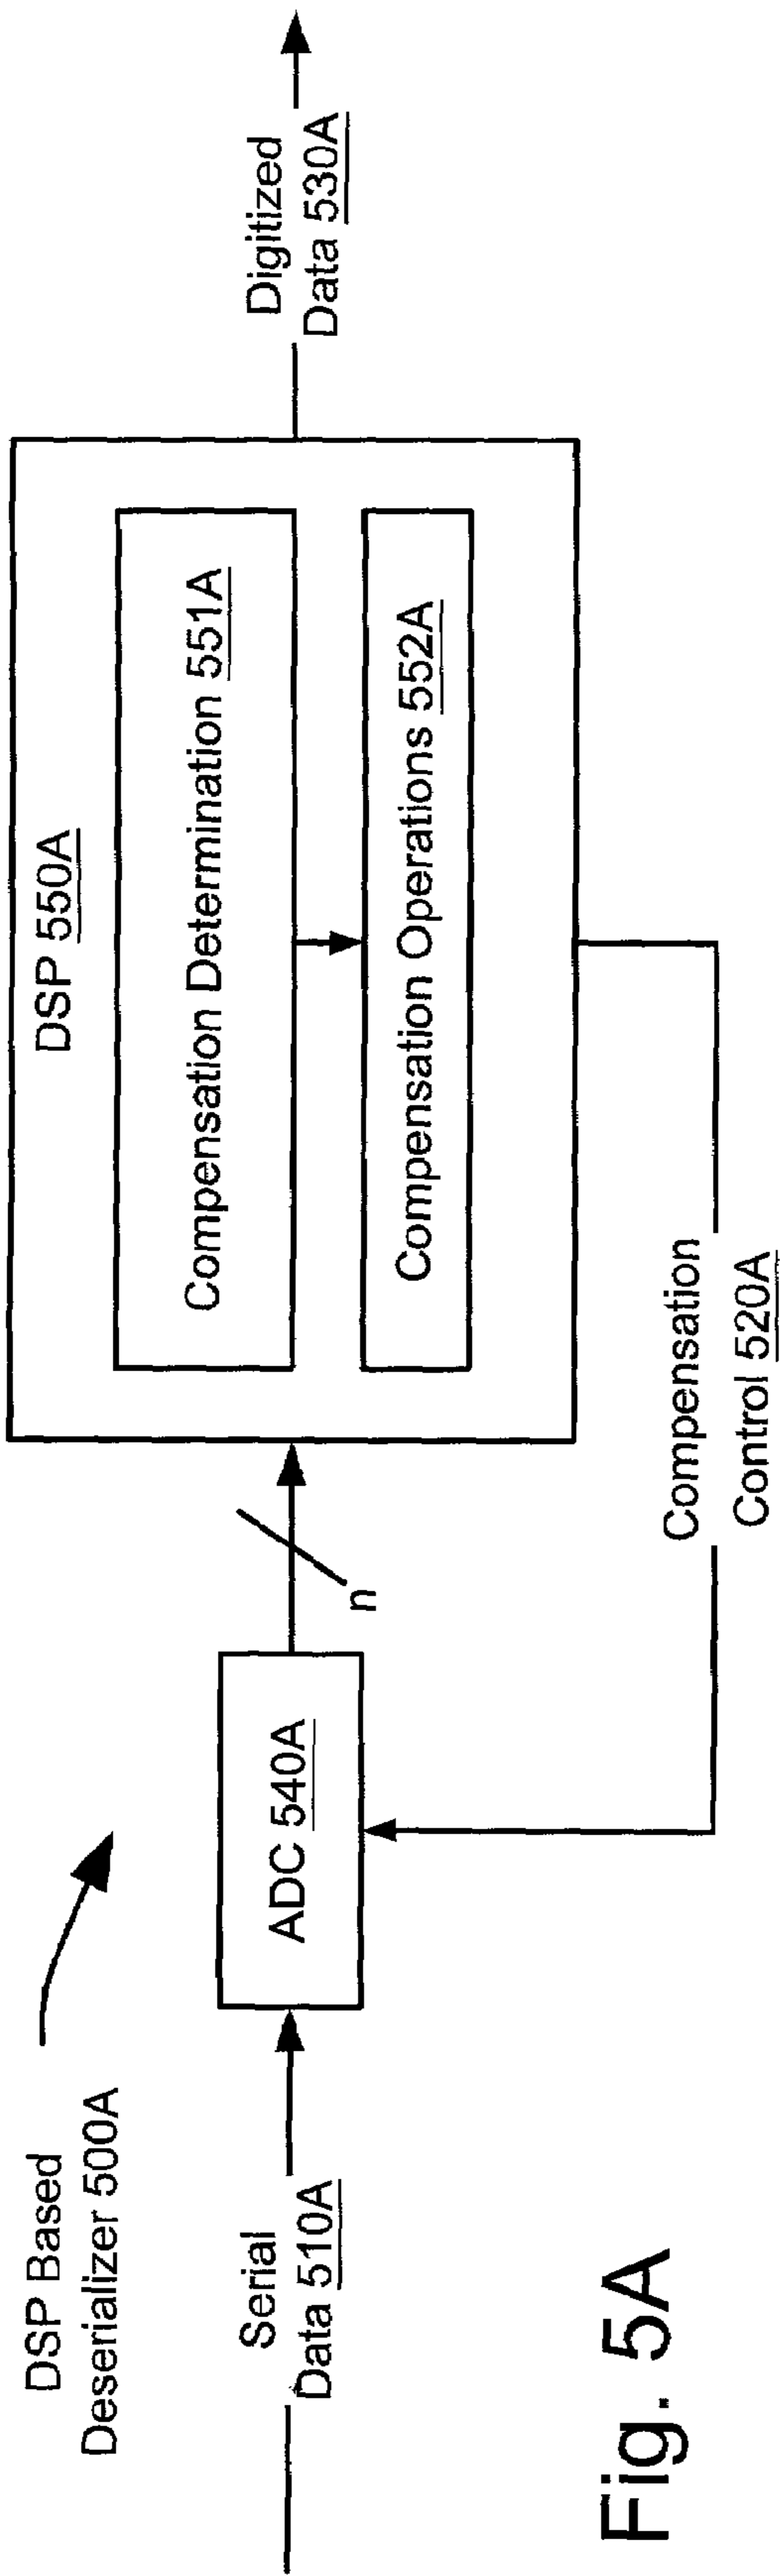 DSP Based
Deserializer 500A
Serial
Data 510A
ADC 540A
n
DSP 550A
Compensation Determination 551A
Compensation Operations 552A
Digitized
Data 530A
Compensation
Control 520A
Fig. 5A